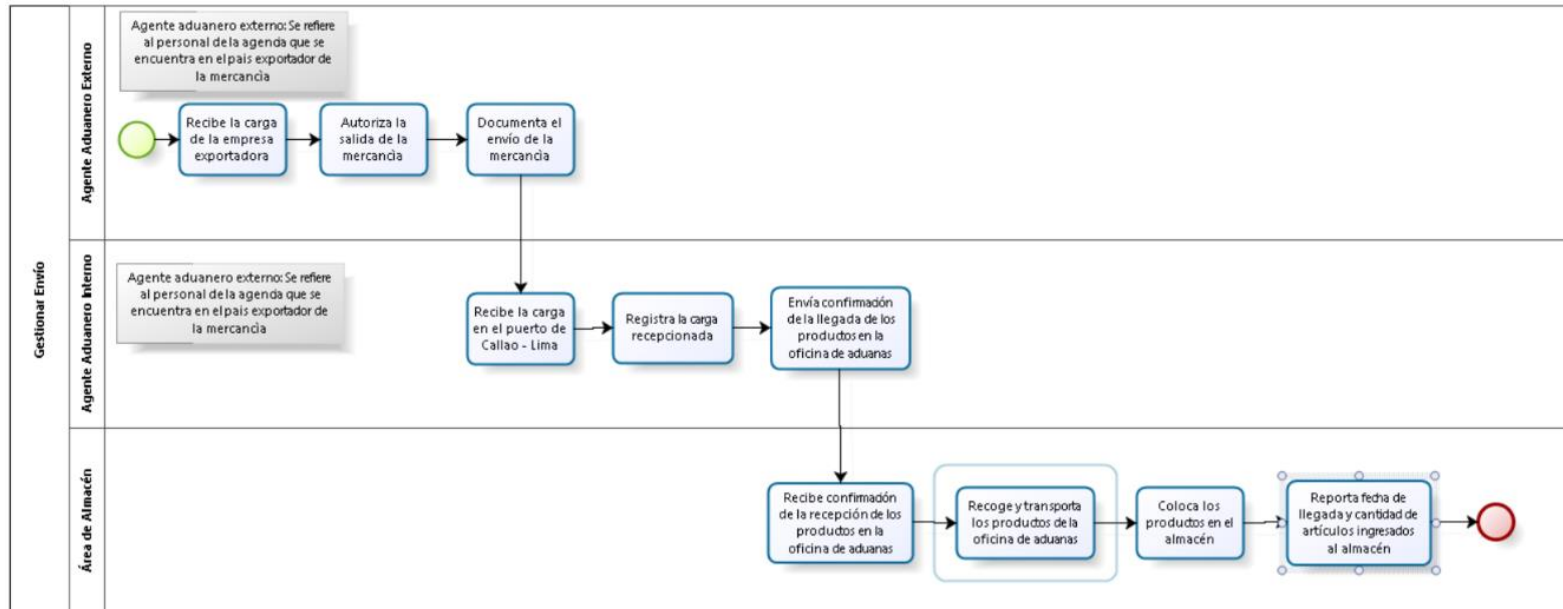 Gestionar Envío
Agente Aduanero Externo
Agente aduanero externo: Se refiere
al personal de la agencia que se
encuentra en el pais exportador de
la mercancìa
Recibe la carga
de la empresa
exportadora
Autoriza la
salida de la
mercancìa
Documenta el
envío de la
mercancìa
Agente Aduanero Interno
Agente aduanero externo: Se refiere
al personal de la agencia que se
encuentra en el pais exportador de
la mercancìa
Recibe la carga
en el puerto de
Callao - Lima
Registra la carga
recepcionada
Envía confirmación
de la llegada de los
productos en la
oficina de aduanas
Área de Almacén
Recibe confirmación
de la recepción de los
productos en la
oficina de aduanas
Recoge y transporta
los productos de la
oficina de aduanas
Coloca los
productos en el
almacén
Reporta fecha de
llegada y cantidad de
artículos ingresados
al almacén